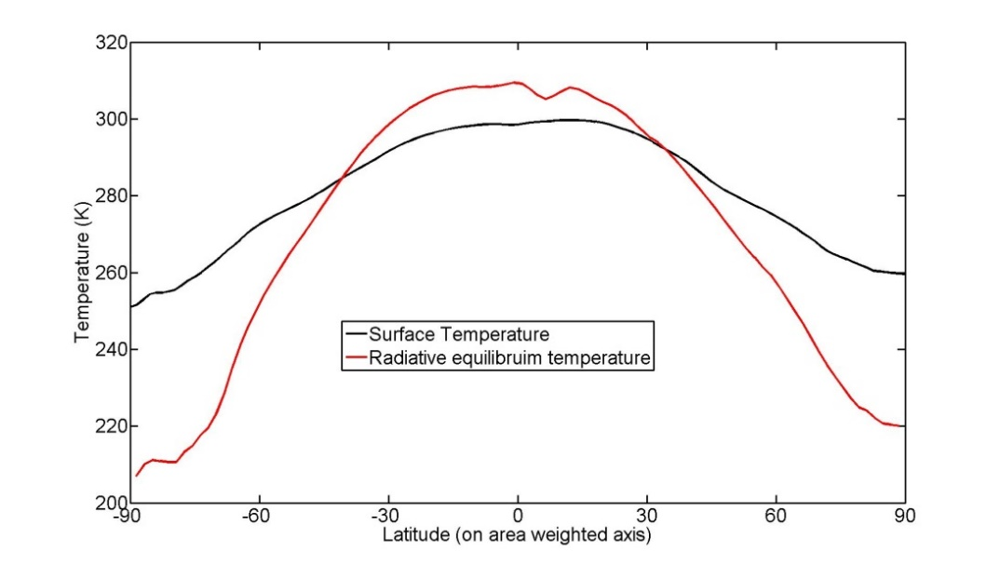 320
300
280
260
240
220
200
Temperature (K)
Surface Temperature
Radiative equilibruim temperature
-90 -60 -30 0 30 60 90
Latitude (on area weighted axis)